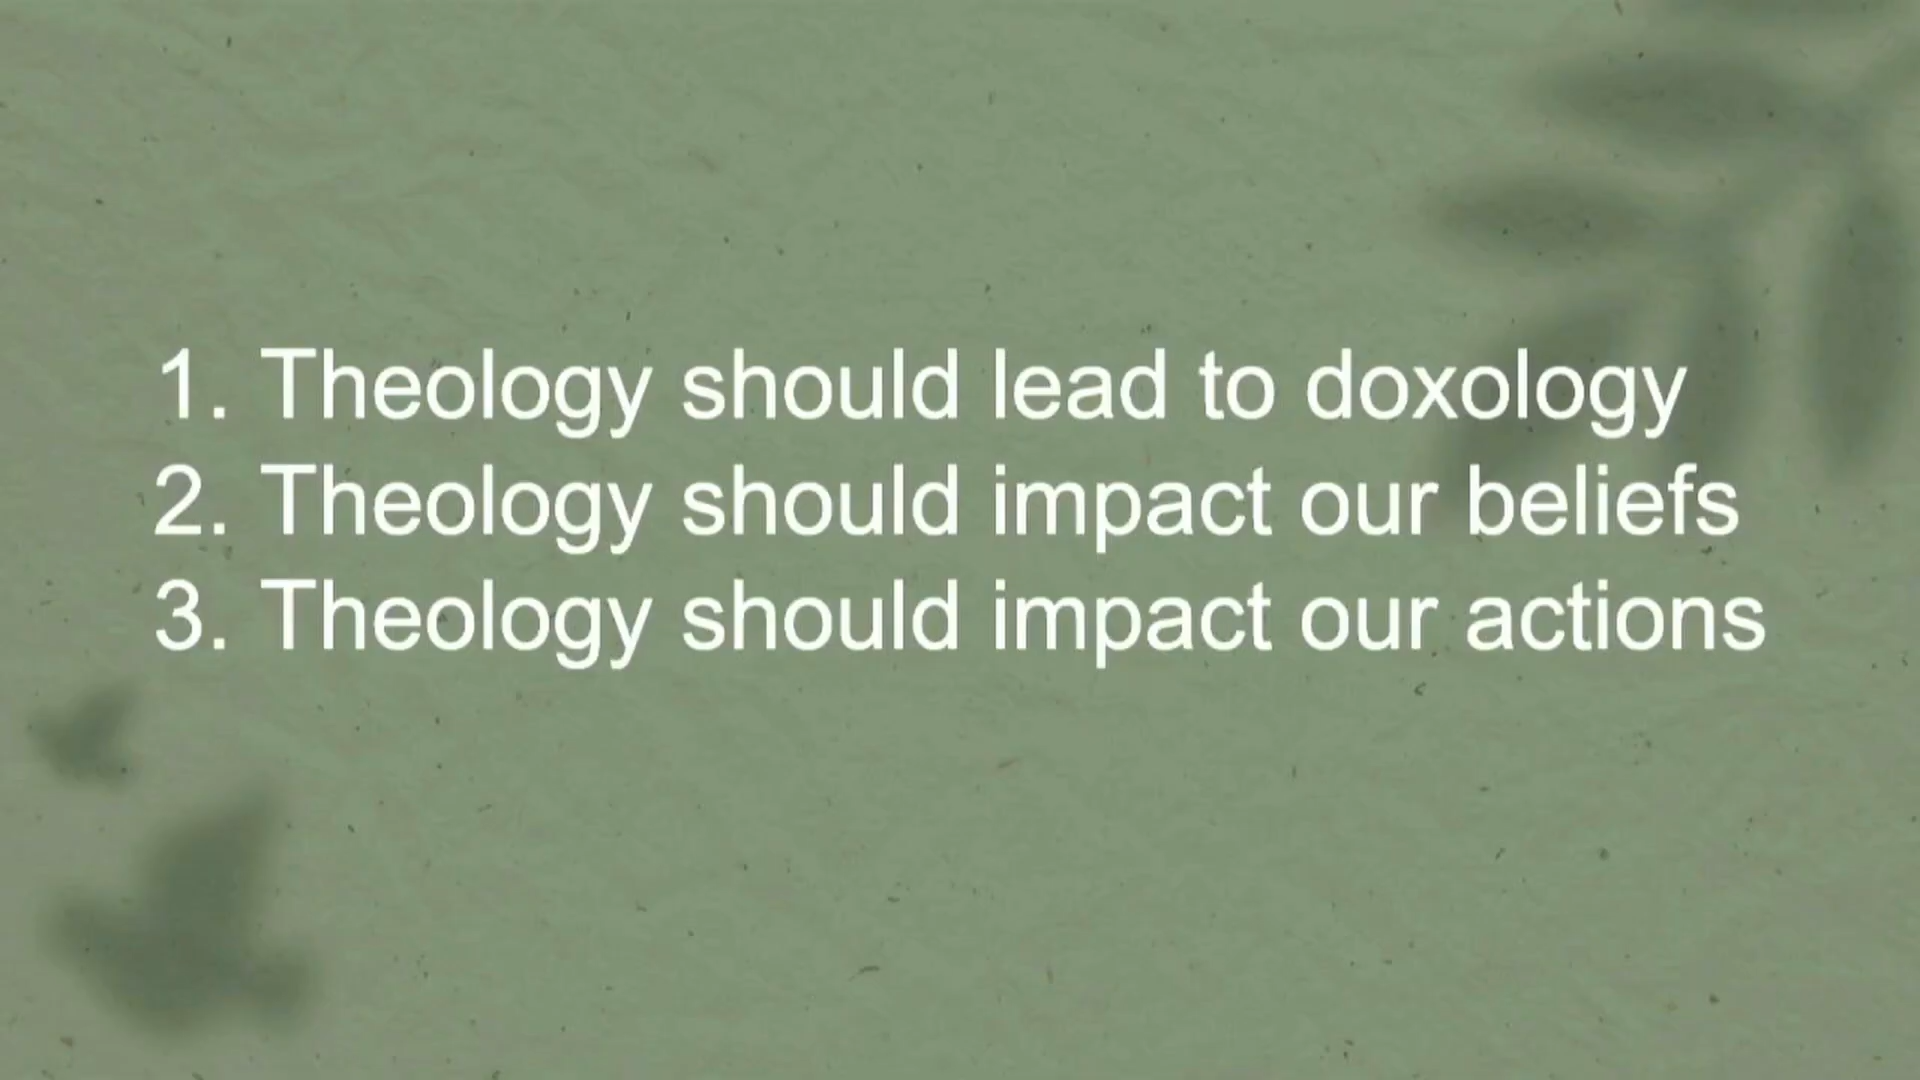 1. Theology should lead to doxology
2. Theology should impact our beliefs
3. Theology should impact our actions